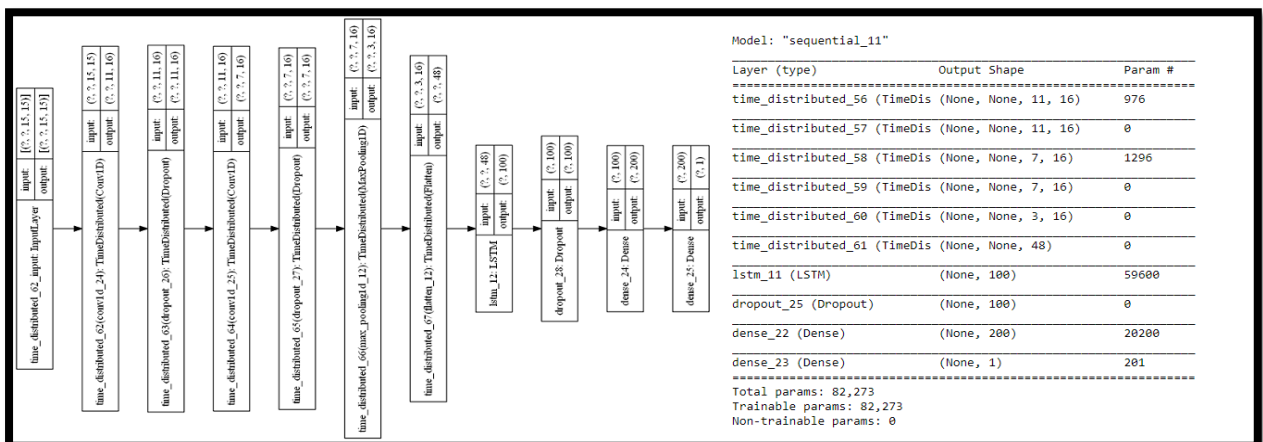 time_distributed_62_input: InputLayer
input: [(?, ?, 15, 15)]
output: [(?, ?, 15, 15)]
time_distributed_62(conv1d_24): TimeDistributed(Conv1D)
input: (?, ?, 15, 15)
output: (?, ?, 11, 16)
time_distributed_63(dropout_26): TimeDistributed(Dropout)
input: (?, ?, 11, 16)
output: (?, ?, 11, 16)
time_distributed_64(conv1d_25): TimeDistributed(Conv1D)
input: (?, ?, 11, 16)
output: (?, ?, 7, 16)
time_distributed_65(dropout_27): TimeDistributed(Dropout)
input: (?, ?, 7, 16)
output: (?, ?, 7, 16)
time_distributed_66(max_pooling1d_12): TimeDistributed(MaxPooling1D)
input: (?, ?, 7, 16)
output: (?, ?, 3, 16)
time_distributed_67(flatten_12): TimeDistributed(Flatten)
input: (?, ?, 3, 16)
output: (?, ?, 48)
lstm_12: LSTM
input: (?, ?, 48)
output: (?, 100)
dropout_28: Dropout
input: (?, 100)
output: (?, 100)
dense_24: Dense
input: (?, 100)
output: (?, 200)
dense_25: Dense
input: (?, 200)
output: (?, 1)
Model: "sequential_11"
Layer (type) Output Shape Param #
time_distributed_56 (TimeDis (None, None, 11, 16) 976
time_distributed_57 (TimeDis (None, None, 11, 16) 0
time_distributed_58 (TimeDis (None, None, 7, 16) 1296
time_distributed_59 (TimeDis (None, None, 7, 16) 0
time_distributed_60 (TimeDis (None, None, 3, 16) 0
time_distributed_61 (TimeDis (None, None, 48) 0
lstm_11 (LSTM) (None, 100) 59600
dropout_25 (Dropout) (None, 100) 0
dense_22 (Dense) (None, 200) 20200
dense_23 (Dense) (None, 1) 201
Total params: 82,273
Trainable params: 82,273
Non-trainable params: 0